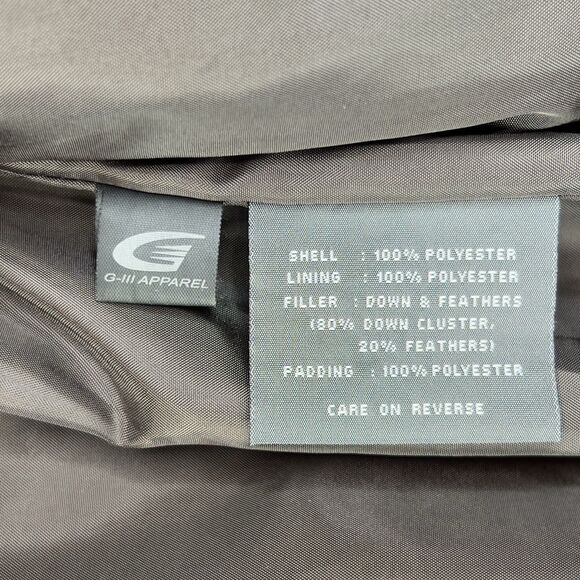 G-III APPAREL
SHELL : 100% POLYESTER
LINING : 100% POLYESTER
FILLER : DOWN & FEATHERS
(80% DOWN CLUSTER,
20% FEATHERS)
PADDING : 100% POLYESTER
CARE ON REVERSE